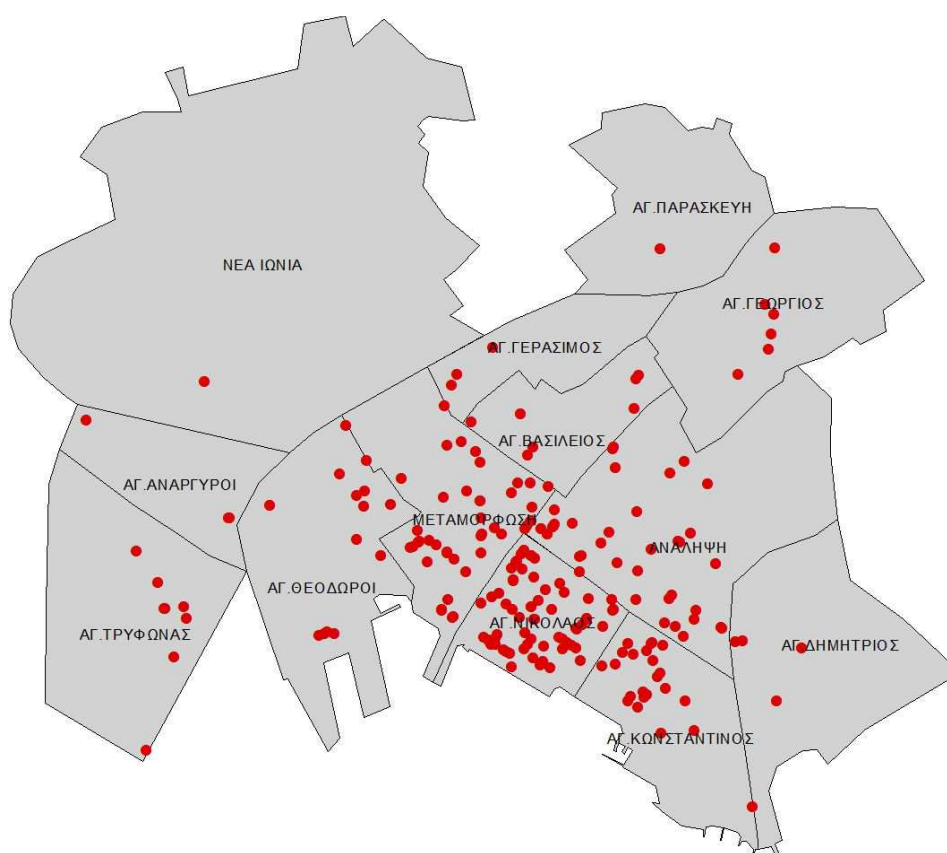 ΑΓ.ΠΑΡΑΣΚΕΥΗ
ΝΕΑ ΙΩΝΙΑ
ΑΓ.ΓΕΩΡΓΙΟΣ
ΑΓ.ΓΕΡΑΣΙΜΟΣ
ΑΓ.ΒΑΣΙΛΕΙΟΣ
ΑΓ.ΑΝΑΡΓΥΡΟΙ
ΜΕΤΑΜΟΡΦΩΣΗ
ΑΝΑΛΗΨΗ
ΑΓ.ΘΕΟΔΩΡΟΙ
ΑΓ.ΝΙΚΟΛΑΟΣ
ΑΓ.ΤΡΥΦΩΝΑΣ
ΑΓ.ΔΗΜΗΤΡΙΟΣ
ΑΓ.ΚΩΝΣΤΑΝΤΙΝΟΣ